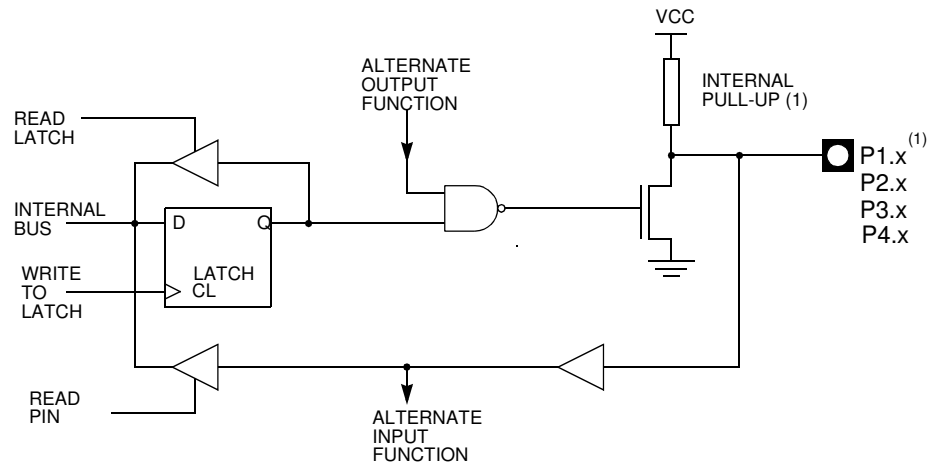 VCC
ALTERNATE
OUTPUT
FUNCTION
INTERNAL
PULL-UP (1)
READ
LATCH
P1.x (1)
P2.x
P3.x
P4.x
INTERNAL
BUS
D
Q
LATCH
CL
WRITE
TO
LATCH
READ
PIN
ALTERNATE
INPUT
FUNCTION